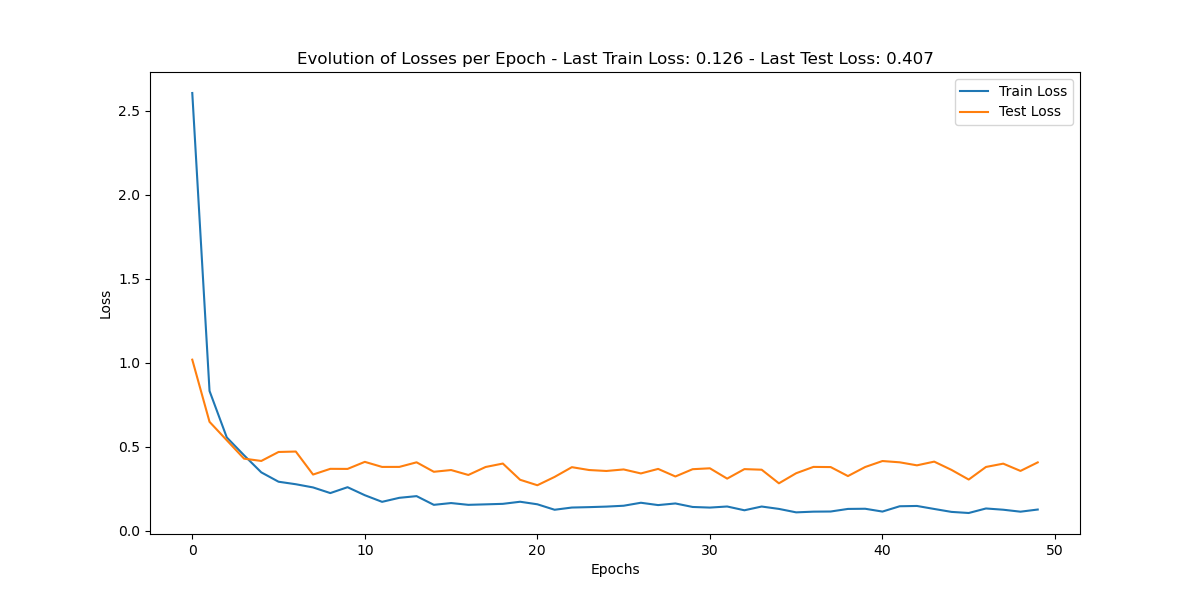 Evolution of Losses per Epoch - Last Train Loss: 0.126 - Last Test Loss: 0.407
Train Loss
Test Loss
2.5
2.0
1.5
1.0
0.5
0.0
Loss
0 10 20 30 40 50
Epochs